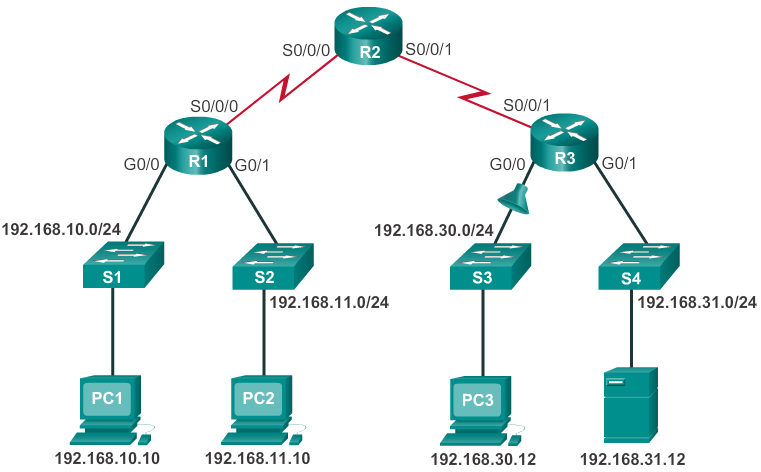 R2
S0/0/0
S0/0/1
S0/0/0
S0/0/1
R1
R3
G0/0
G0/1
G0/0
G0/1
192.168.10.0/24
192.168.30.0/24
S1
S2
S3
S4
192.168.11.0/24
192.168.31.0/24
PC1
PC2
PC3
192.168.10.10
192.168.11.10
192.168.30.12
192.168.31.12